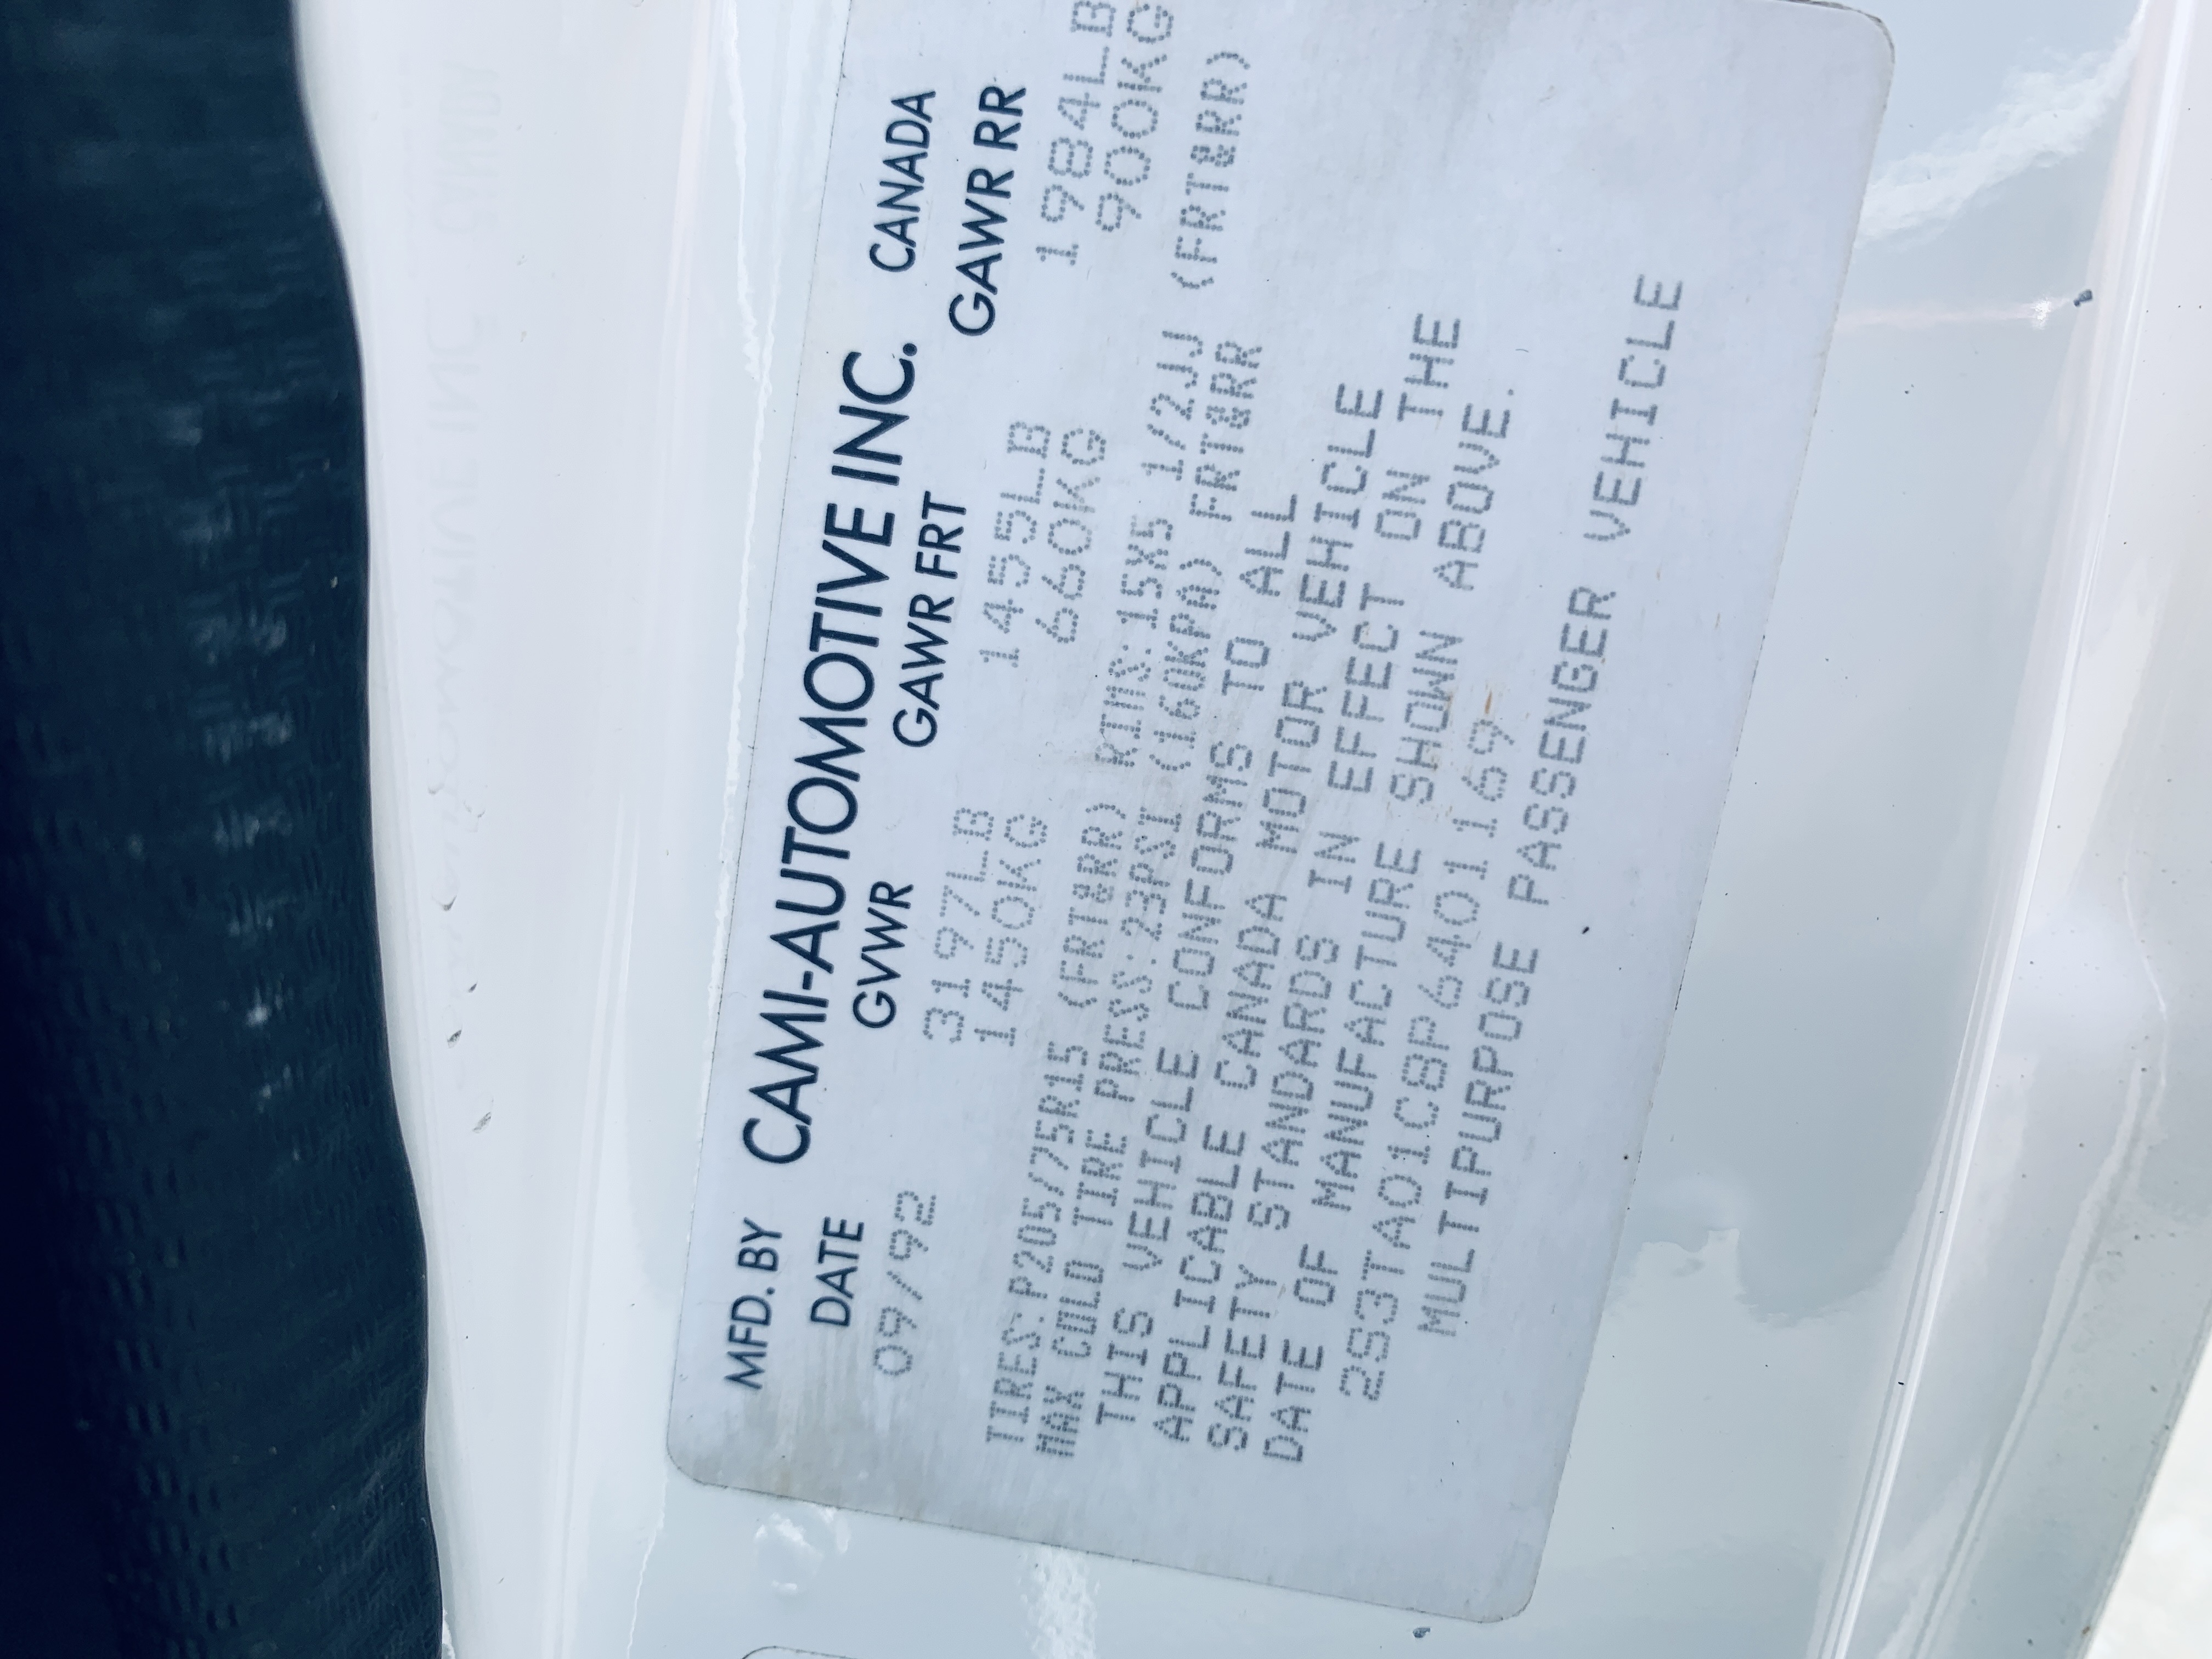 MFD. BY CAMI-AUTOMOTIVE INC. CANADA
DATE GVWR GAWR FRT GAWR RR
09/92 3197LB 1455LB 1984LB
1450KG 660KG 900KG
TIRES:P205/75R15 (FRT&RR) RIMS:15X5 1/2JJ (FRT&RR)
MAX COLD TIRE PRESS:23PSI (160KPA) FRT&RR
THIS VEHICLE CONFORMS TO ALL
APPLICABLE CANADA MOTOR VEHICLE
SAFETY STANDARDS IN EFFECT ON THE
DATE OF MANUFACTURE SHOWN ABOVE.
2S3TA01C8P6401169
MULTIPURPOSE PASSENGER VEHICLE